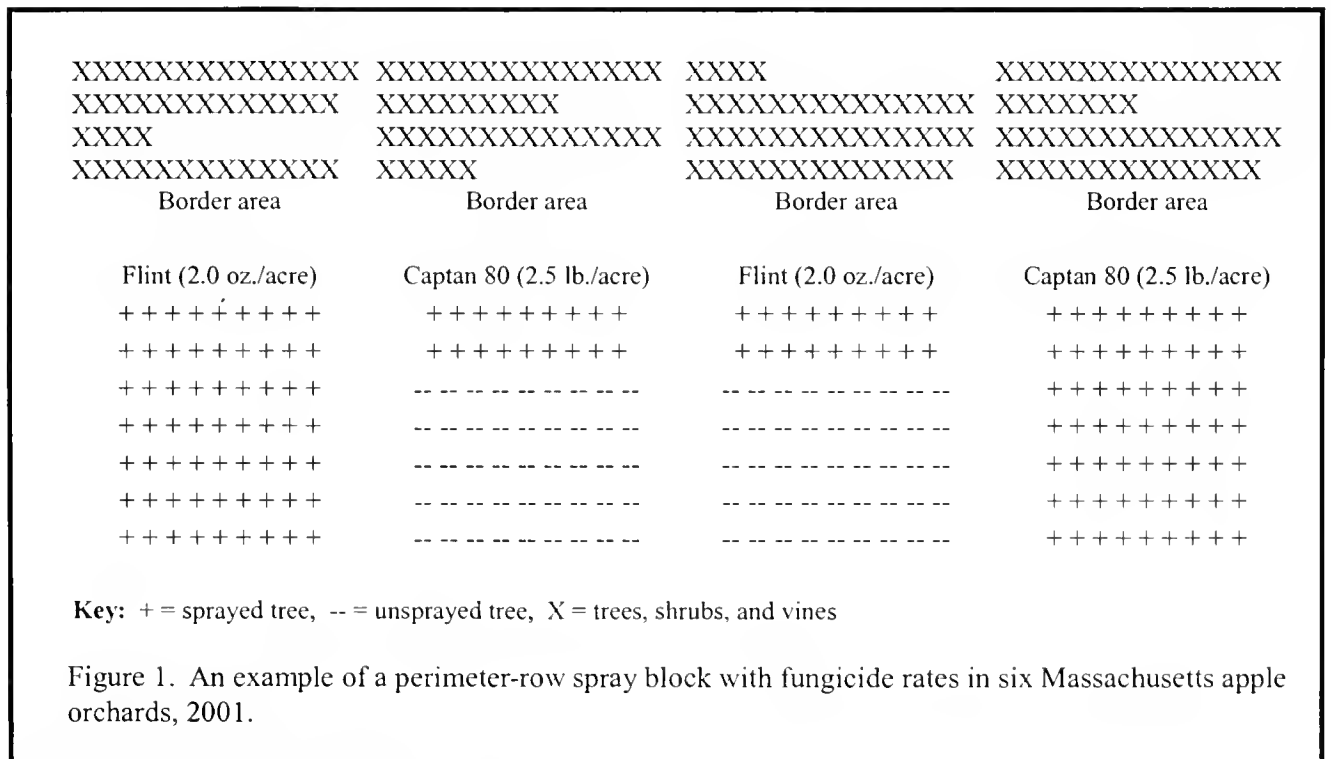 XXXXXXXXXXXXXX XXXXXXXXXXXXXX XXXX XXXXXXXXXXXXXX
XXXXXXXXXXXXX XXXXXXXXX XXXXXXXXXXXXXX XXXXXXX
XXXX XXXXXXXXXXXXXX XXXXXXXXXXXXXX XXXXXXXXXXXXXX
XXXXXXXXXXXXX XXXXX XXXXXXXXXXXXX XXXXXXXXXXXXX
Border area Border area Border area Border area
Flint (2.0 oz./acre) Captan 80 (2.5 lb./acre) Flint (2.0 oz./acre) Captan 80 (2.5 lb./acre)
+ + + + + + + + + + + + + + + + + + + + + + + + + + + + + + + + + + + +
+ + + + + + + + + + + + + + + + + + + + + + + + + + + + + + + + + + + +
+ + + + + + + + + -- -- -- -- -- -- -- -- -- -- -- -- -- -- -- -- -- -- + + + + + + + + +
+ + + + + + + + + -- -- -- -- -- -- -- -- -- -- -- -- -- -- -- -- -- -- + + + + + + + + +
+ + + + + + + + + -- -- -- -- -- -- -- -- -- -- -- -- -- -- -- -- -- -- + + + + + + + + +
+ + + + + + + + + -- -- -- -- -- -- -- -- -- -- -- -- -- -- -- -- -- -- + + + + + + + + +
+ + + + + + + + + -- -- -- -- -- -- -- -- -- -- -- -- -- -- -- -- -- -- + + + + + + + + +
Key: + = sprayed tree, -- = unsprayed tree, X = trees, shrubs, and vines
Figure 1. An example of a perimeter-row spray block with fungicide rates in six Massachusetts apple
orchards, 2001.